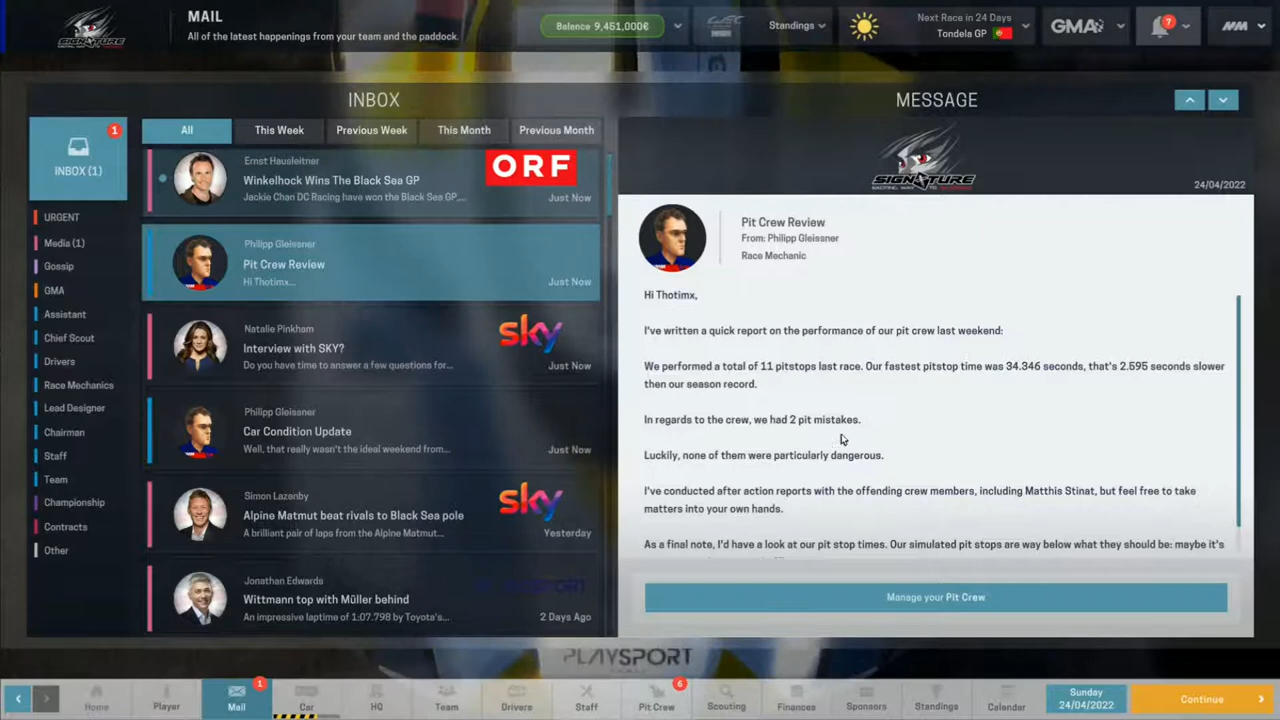 MAIL
All of the latest happenings from your team and the paddock.
SIGNATURE
Balance 9,451,000€
Standings
Next Race in 24 Days
Tondela GP
GMA
7
INBOX
MESSAGE
1
INBOX (1)
All
This Week
Previous Week
This Month
Previous Month
URGENT
Media (1)
Gossip
GMA
Assistant
Chief Scout
Drivers
Race Mechanics
Lead Designer
Chairman
Staff
Team
Championship
Contracts
Other
Ernst Hausleitner
Winkelhock Wins The Black Sea GP
Jackie Chan DC Racing have won the Black Sea GP,...
Just Now
ORF
Philipp Gleissner
Pit Crew Review
Hi Thotimx...
Just Now
Natalie Pinkham
Interview with SKY?
Do you have time to answer a few questions for...
Just Now
sky
Philipp Gleissner
Car Condition Update
Well, that really wasn't the ideal weekend from...
Just Now
Simon Lazenby
Alpine Matmut beat rivals to Black Sea pole
A brilliant pair of laps from the Alpine Matmut...
Yesterday
sky
Jonathan Edwards
Wittmann top with Müller behind
An impressive laptime of 1:07.798 by Toyota's...
2 Days Ago
SIGNATURE
24/04/2022
Pit Crew Review
From: Philipp Gleissner
Race Mechanic
Hi Thotimx,
I've written a quick report on the performance of our pit crew last weekend:
We performed a total of 11 pitstops last race. Our fastest pitstop time was 34.346 seconds, that's 2.595 seconds slower
then our season record.
In regards to the crew, we had 2 pit mistakes.
Luckily, none of them were particularly dangerous.
I've conducted after action reports with the offending crew members, including Matthis Stinat, but feel free to take
matters into your own hands.
As a final note, I'd have a look at our pit stop times. Our simulated pit stops are way below what they should be: maybe it's
Manage your Pit Crew
PLAYSPORT
Home
Player
1
Mail
Car
HQ
Team
Drivers
Staff
6
Pit Crew
Scouting
Finances
Sponsors
Standings
Calendar
Sunday
24/04/2022
Continue